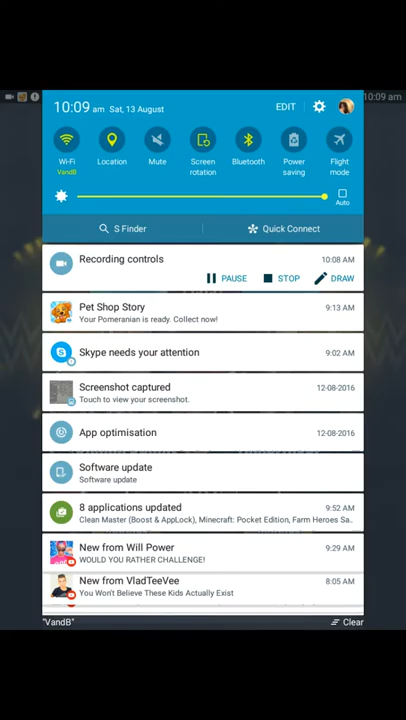 10:09 am Sat, 13 August EDIT
10:09 am
Wi-Fi Location Mute Screen rotation Bluetooth Power saving Flight mode
VandB
Auto
S Finder Quick Connect
Recording controls 10:08 AM
PAUSE STOP DRAW
Pet Shop Story 9:13 AM
Your Pomeranian is ready. Collect now!
Skype needs your attention 9:02 AM
Screenshot captured 12-08-2016
Touch to view your screenshot.
App optimisation 12-08-2016
Software update
Software update
8 applications updated 9:52 AM
Clean Master (Boost & AppLock), Minecraft: Pocket Edition, Farm Heroes Sa..
New from Will Power 9:29 AM
WOULD YOU RATHER CHALLENGE!
New from VladTeeVee 8:05 AM
You Won't Believe These Kids Actually Exist
"VandB" Clear